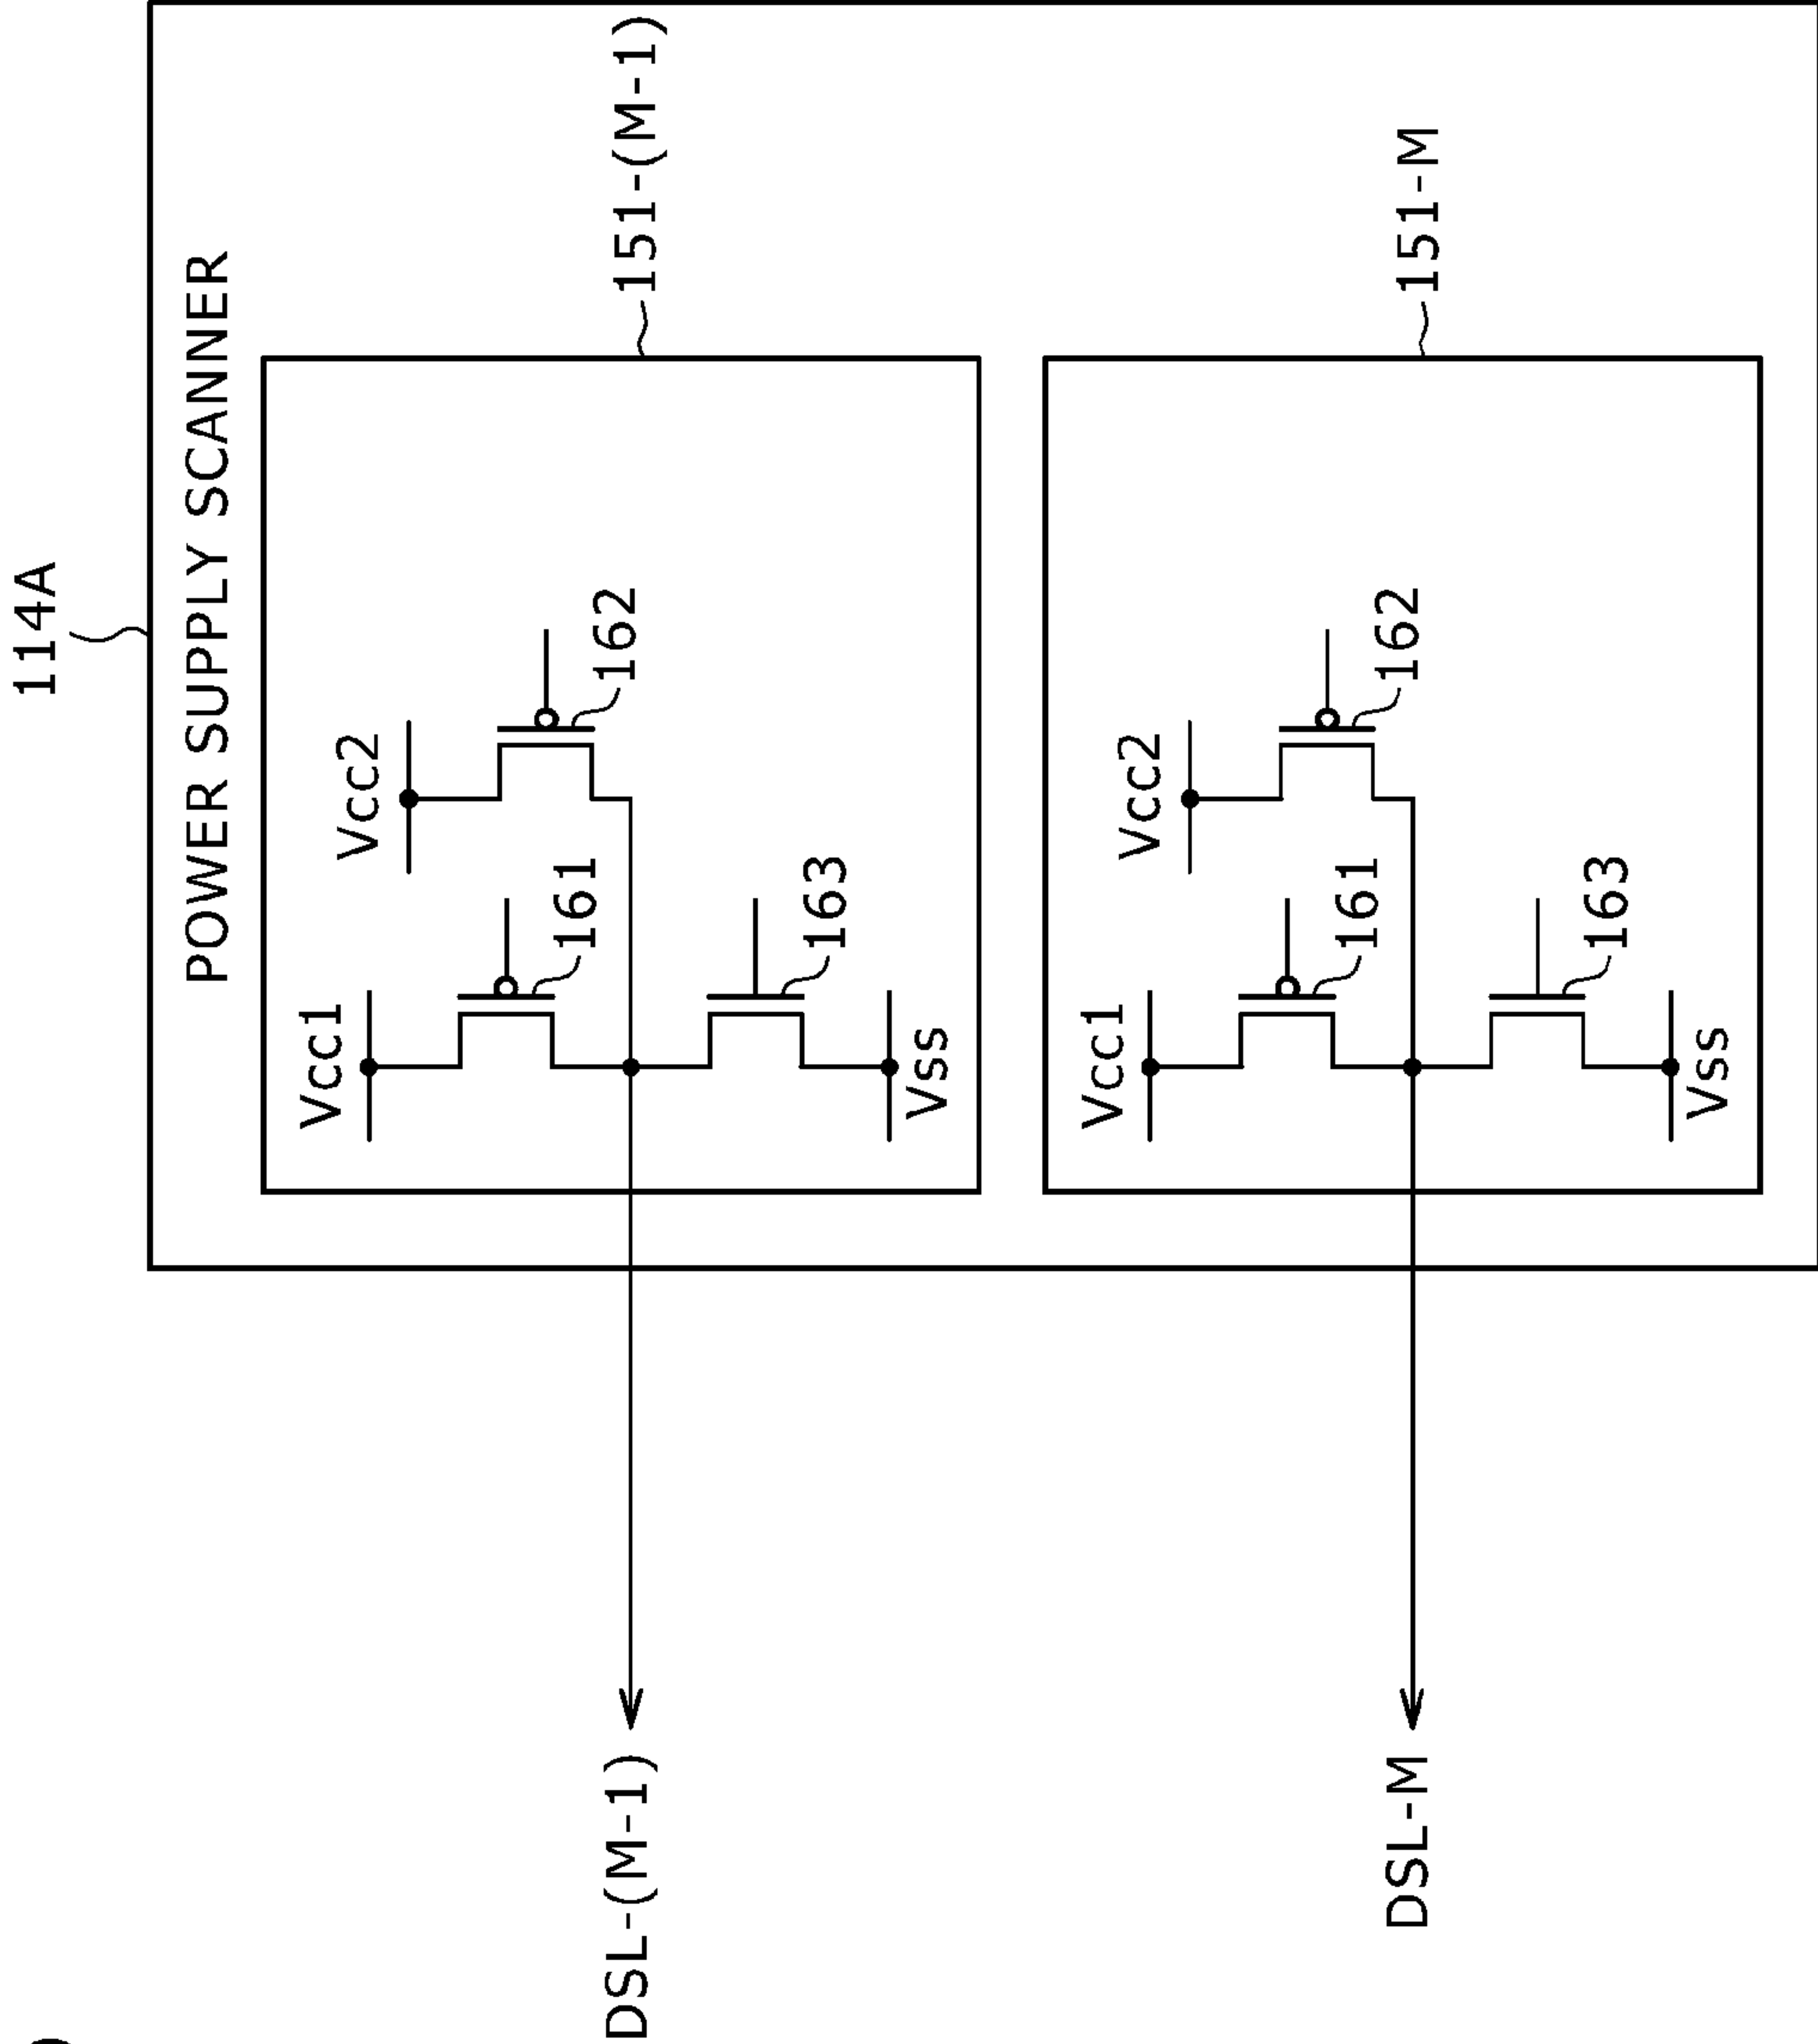 114A
POWER SUPPLY SCANNER
Vcc1
Vcc2
161
162
163
Vss
151-(M-1)
DSL-(M-1)
Vcc1
Vcc2
161
162
163
Vss
151-M
DSL-M